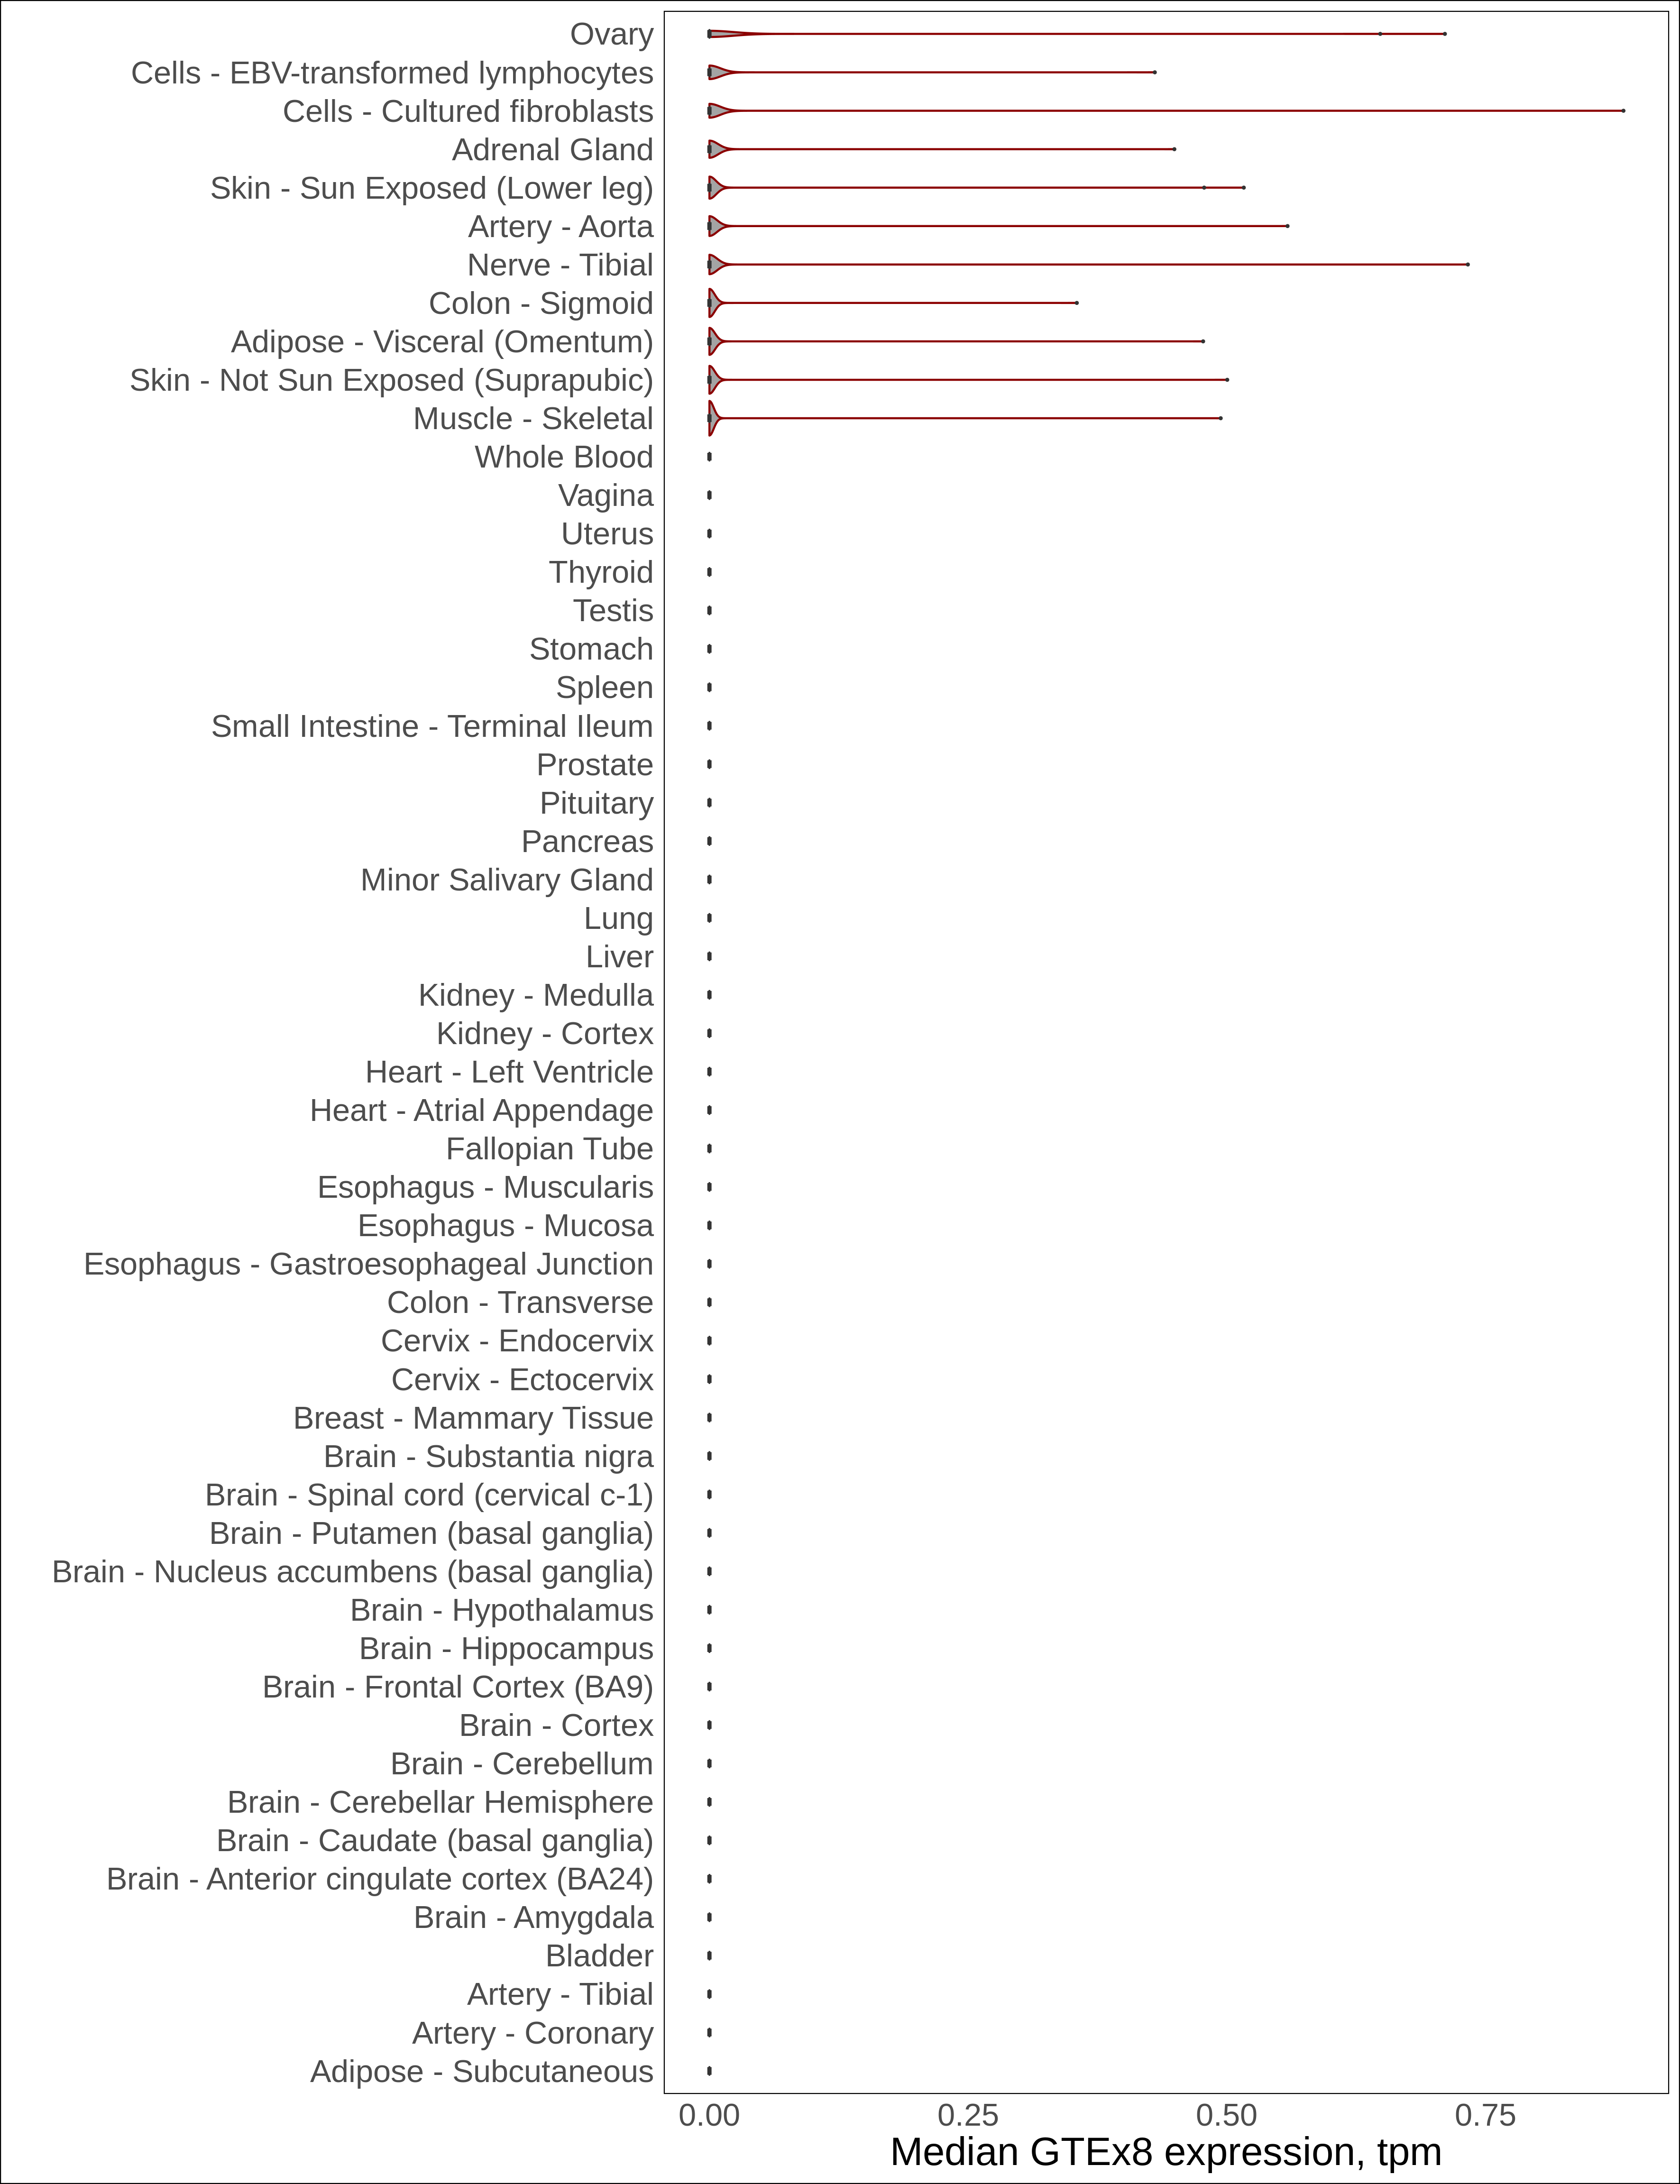 Ovary
Cells - EBV-transformed lymphocytes
Cells - Cultured fibroblasts
Adrenal Gland
Skin - Sun Exposed (Lower leg)
Artery - Aorta
Nerve - Tibial
Colon - Sigmoid
Adipose - Visceral (Omentum)
Skin - Not Sun Exposed (Suprapubic)
Muscle - Skeletal
Whole Blood
Vagina
Uterus
Thyroid
Testis
Stomach
Spleen
Small Intestine - Terminal Ileum
Prostate
Pituitary
Pancreas
Minor Salivary Gland
Lung
Liver
Kidney - Medulla
Kidney - Cortex
Heart - Left Ventricle
Heart - Atrial Appendage
Fallopian Tube
Esophagus - Muscularis
Esophagus - Mucosa
Esophagus - Gastroesophageal Junction
Colon - Transverse
Cervix - Endocervix
Cervix - Ectocervix
Breast - Mammary Tissue
Brain - Substantia nigra
Brain - Spinal cord (cervical c-1)
Brain - Putamen (basal ganglia)
Brain - Nucleus accumbens (basal ganglia)
Brain - Hypothalamus
Brain - Hippocampus
Brain - Frontal Cortex (BA9)
Brain - Cortex
Brain - Cerebellum
Brain - Cerebellar Hemisphere
Brain - Caudate (basal ganglia)
Brain - Anterior cingulate cortex (BA24)
Brain - Amygdala
Bladder
Artery - Tibial
Artery - Coronary
Adipose - Subcutaneous
0.00 0.25 0.50 0.75
Median GTEx8 expression, tpm